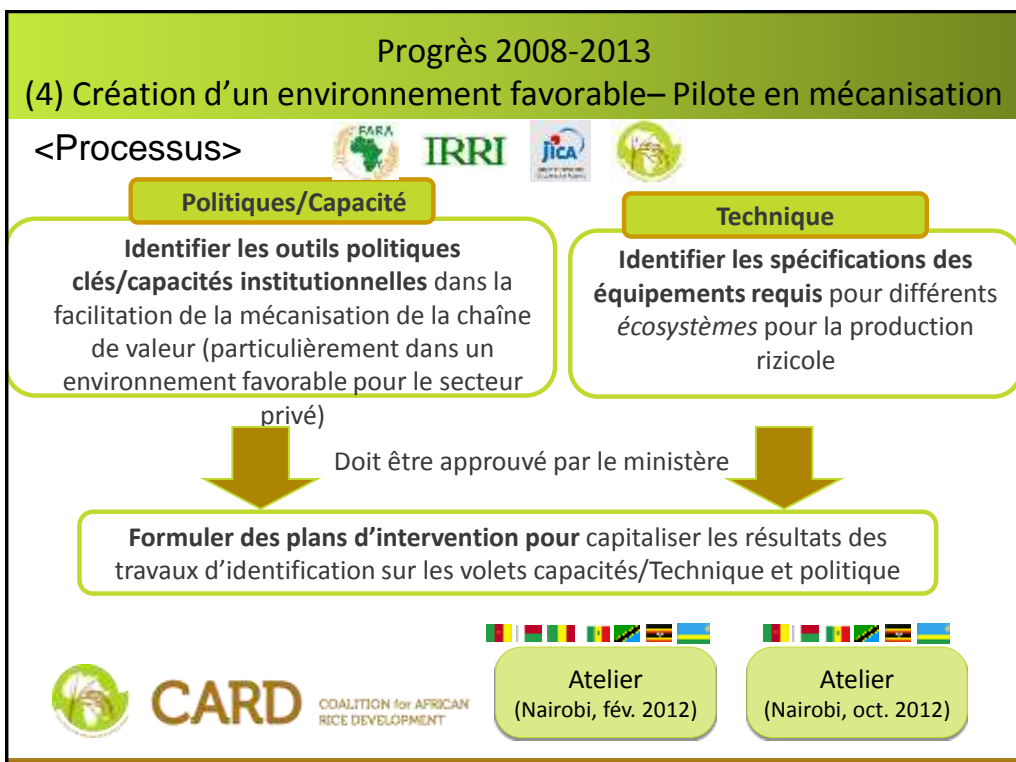 Progrès 2008-2013
(4) Création d’un environnement favorable– Pilote en mécanisation
<Processus>
FARA
IRRI
jICA
Politiques/Capacité
Identifier les outils politiques
clés/capacités institutionnelles dans la
facilitation de la mécanisation de la chaîne
de valeur (particulièrement dans un
environnement favorable pour le secteur
privé)
Technique
Identifier les spécifications des
équipements requis pour différents
écosystèmes pour la production
rizicole
Doit être approuvé par le ministère
Formuler des plans d’intervention pour capitaliser les résultats des
travaux d’identification sur les volets capacités/Technique et politique
CARD
COALITION for AFRICAN
RICE DEVELOPMENT
Atelier
(Nairobi, fév. 2012)
Atelier
(Nairobi, oct. 2012)